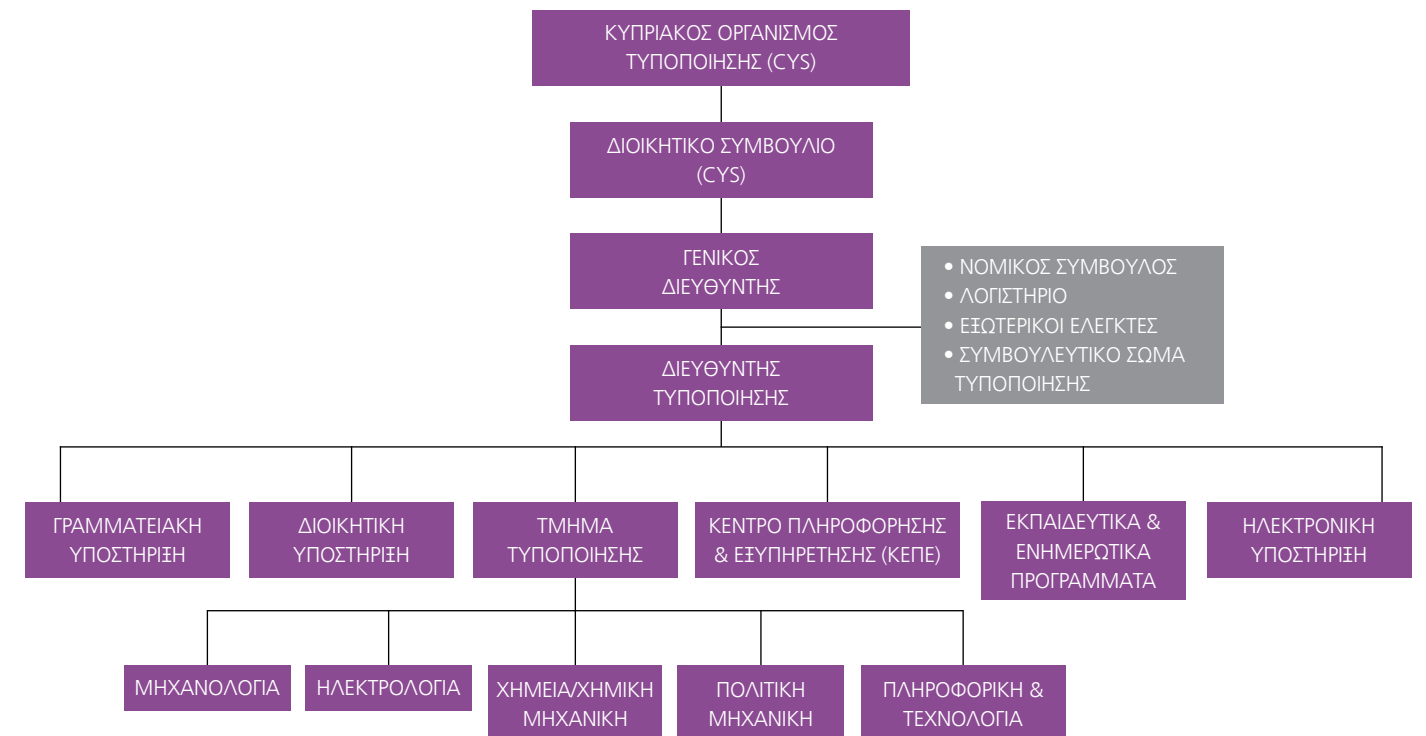 ΚΥΠΡΙΑΚΟΣ ΟΡΓΑΝΙΣΜΟΣ
ΤΥΠΟΠΟΙΗΣΗΣ (CYS)
ΔΙΟΙΚΗΤΙΚΟ ΣΥΜΒΟΥΛΙΟ
(CYS)
ΓΕΝΙΚΟΣ
ΔΙΕΥΘΥΝΤΗΣ
• ΝΟΜΙΚΟΣ ΣΥΜΒΟΥΛΟΣ
• ΛΟΓΙΣΤΗΡΙΟ
• ΕΞΩΤΕΡΙΚΟΙ ΕΛΕΓΚΤΕΣ
• ΣΥΜΒΟΥΛΕΥΤΙΚΟ ΣΩΜΑ
ΤΥΠΟΠΟΙΗΣΗΣ
ΔΙΕΥΘΥΝΤΗΣ
ΤΥΠΟΠΟΙΗΣΗΣ
ΓΡΑΜΜΑΤΕΙΑΚΗ
ΥΠΟΣΤΗΡΙΞΗ
ΔΙΟΙΚΗΤΙΚΗ
ΥΠΟΣΤΗΡΙΞΗ
ΤΜΗΜΑ
ΤΥΠΟΠΟΙΗΣΗΣ
ΚΕΝΤΡΟ ΠΛΗΡΟΦΟΡΗΣΗΣ
& ΕΞΥΠΗΡΕΤΗΣΗΣ (ΚΕΠΕ)
ΕΚΠΑΙΔΕΥΤΙΚΑ &
ΕΝΗΜΕΡΩΤΙΚΑ
ΠΡΟΓΡΑΜΜΑΤΑ
ΗΛΕΚΤΡΟΝΙΚΗ
ΥΠΟΣΤΗΡΙΞΗ
ΜΗΧΑΝΟΛΟΓΙΑ
ΗΛΕΚΤΡΟΛΟΓΙΑ
ΧΗΜΕΙΑ/ΧΗΜΙΚΗ
ΜΗΧΑΝΙΚΗ
ΠΟΛΙΤΙΚΗ
ΜΗΧΑΝΙΚΗ
ΠΛΗΡΟΦΟΡΙΚΗ &
ΤΕΧΝΟΛΟΓΙΑ